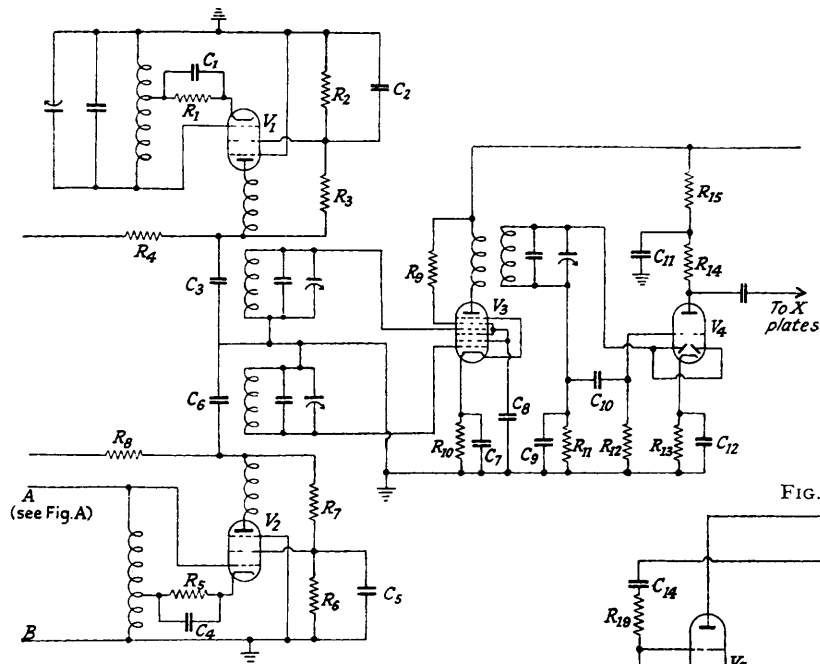 C1
R1
V1
R2
C2
R3
R4
C3
R9
V3
R15
C11
R14
To X
plates
V4
C6
C8
C10
R8
R10
C7
C9
R11
R12
R13
C12
A
(see Fig. A)
V2
R7
R5
C4
R6
C5
B
FIG.
C14
R19